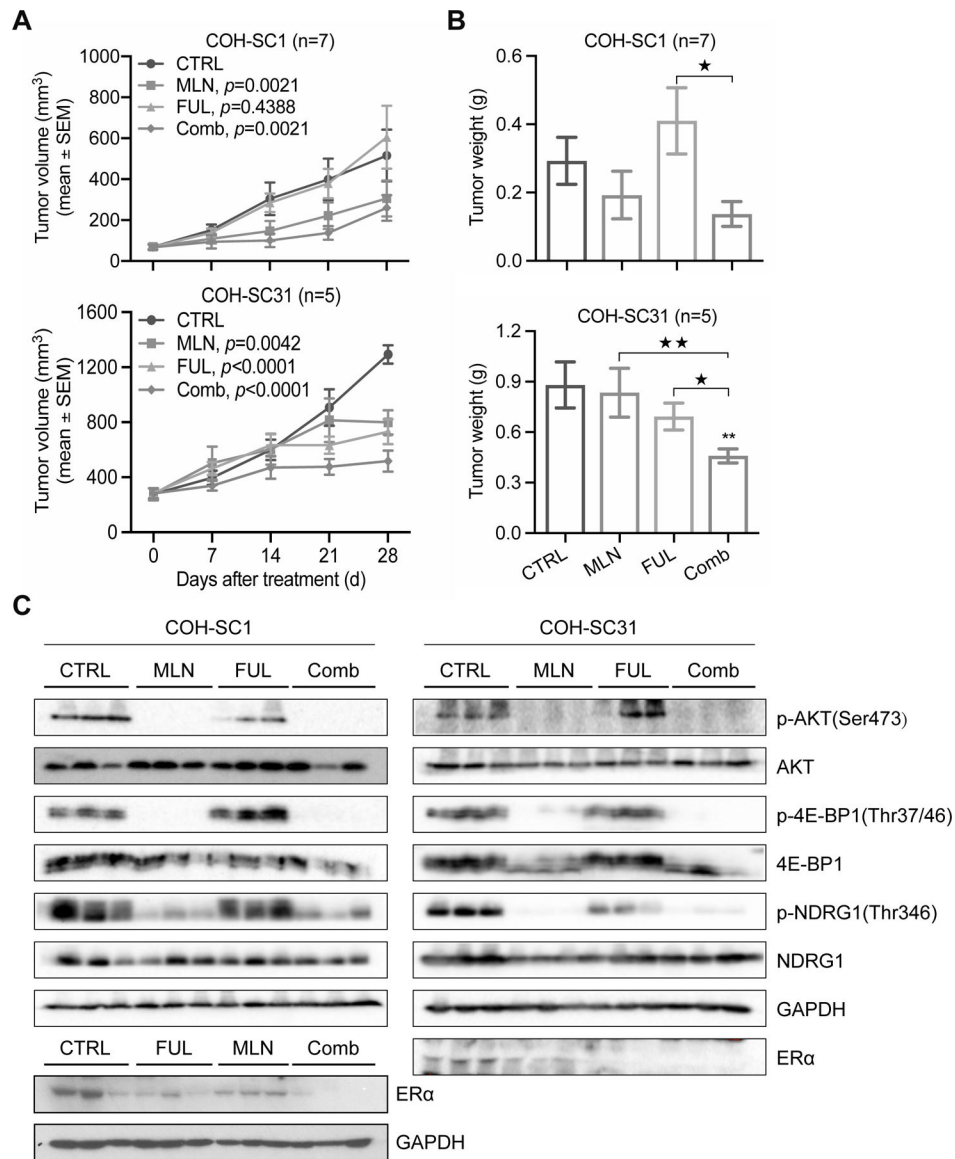 A
COH-SC1 (n=7)
Tumor volume (mm³)
(mean ± SEM)
1000
800
600
400
200
0
CTRL
MLN, p=0.0021
FUL, p=0.4388
Comb, p=0.0021
COH-SC31 (n=5)
Tumor volume (mm³)
(mean ± SEM)
1600
1200
800
400
0
CTRL
MLN, p=0.0042
FUL, p<0.0001
Comb, p<0.0001
0 7 14 21 28
Days after treatment (d)
B
COH-SC1 (n=7)
Tumor weight (g)
0.6
0.4
0.2
0.0
★
COH-SC31 (n=5)
Tumor weight (g)
1.2
0.9
0.6
0.3
0.0
★★
★
**
CTRL MLN FUL Comb
C
COH-SC1
CTRL MLN FUL Comb
COH-SC31
CTRL MLN FUL Comb
p-AKT(Ser473)
AKT
p-4E-BP1(Thr37/46)
4E-BP1
p-NDRG1(Thr346)
NDRG1
GAPDH
ERα
CTRL FUL MLN Comb
ERα
GAPDH